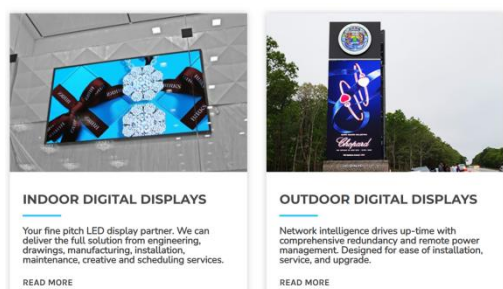 INDOOR DIGITAL DISPLAYS
Your fine pitch LED display partner. We can
deliver the full solution from engineering,
drawings, manufacturing, installation,
maintenance, creative and scheduling services.
READ MORE
Chopard
OUTDOOR DIGITAL DISPLAYS
Network intelligence drives up-time with
comprehensive redundancy and remote power
management. Designed for ease of installation,
service, and upgrade.
READ MORE